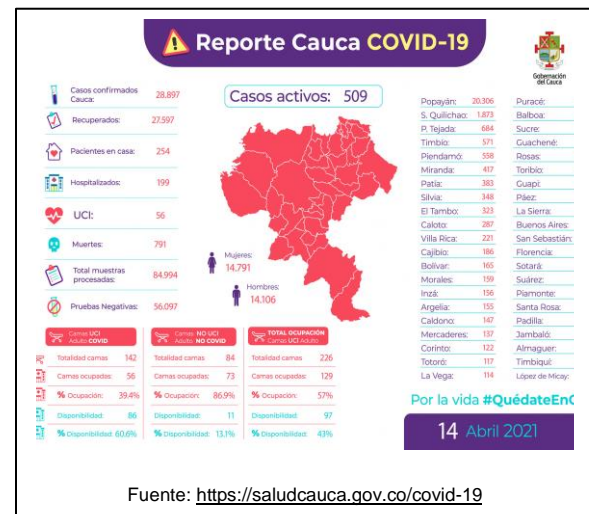 Reporte Cauca COVID-19
Gobernación
del Cauca
Casos confirmados
Cauca: 28.897
Recuperados: 27.597
Pacientes en casa: 254
Hospitalizados: 199
UCI: 56
Muertes: 791
Total muestras
procesadas: 84.994
Pruebas Negativas: 56.097
Casos activos: 509
Mujeres:
14.791
Hombres:
14.106
Popayán: 20.306
S. Quilichao: 1.873
P. Tejada: 684
Timbío: 571
Piendamó: 558
Miranda: 417
Patía: 383
Silvia: 348
El Tambo: 323
Caloto: 287
Villa Rica: 221
Cajibío: 186
Bolívar: 165
Morales: 159
Inzá: 156
Argelia: 155
Caldono: 147
Mercaderes: 137
Corinto: 122
Totoró: 117
La Vega: 114
Puracé:
Balboa:
Sucre:
Guachené:
Rosas:
Toribío:
Guapi:
Páez:
La Sierra:
Buenos Aires:
San Sebastián:
Florencia:
Sotará:
Suárez:
Piamonte:
Santa Rosa:
Padilla:
Jambaló:
Almaguer:
Timbiquí:
López de Micay:
Camas UCI
Adulto COVID
Totalidad camas 142
Camas ocupadas: 56
% Ocupación: 39.4%
Disponibilidad: 86
% Disponibilidad: 60,6%
Camas NO UCI
Adulto NO COVID
Totalidad camas 84
Camas ocupadas: 73
% Ocupación: 86.9%
Disponibilidad: 11
% Disponibilidad: 13.1%
TOTAL OCUPACIÓN
Camas UCI Adulto
Totalidad camas 226
Camas ocupadas: 129
% Ocupación: 57%
Disponibilidad: 97
% Disponibilidad: 43%
Por la vida #QuédateEnC
14 Abril 2021
Fuente: https://saludcauca.gov.co/covid-19